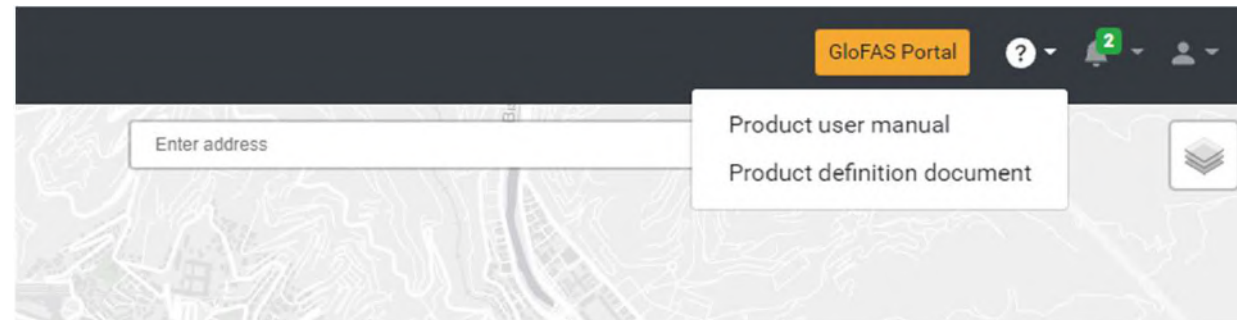 GloFAS Portal
?
2
Enter address
Product user manual
Product definition document